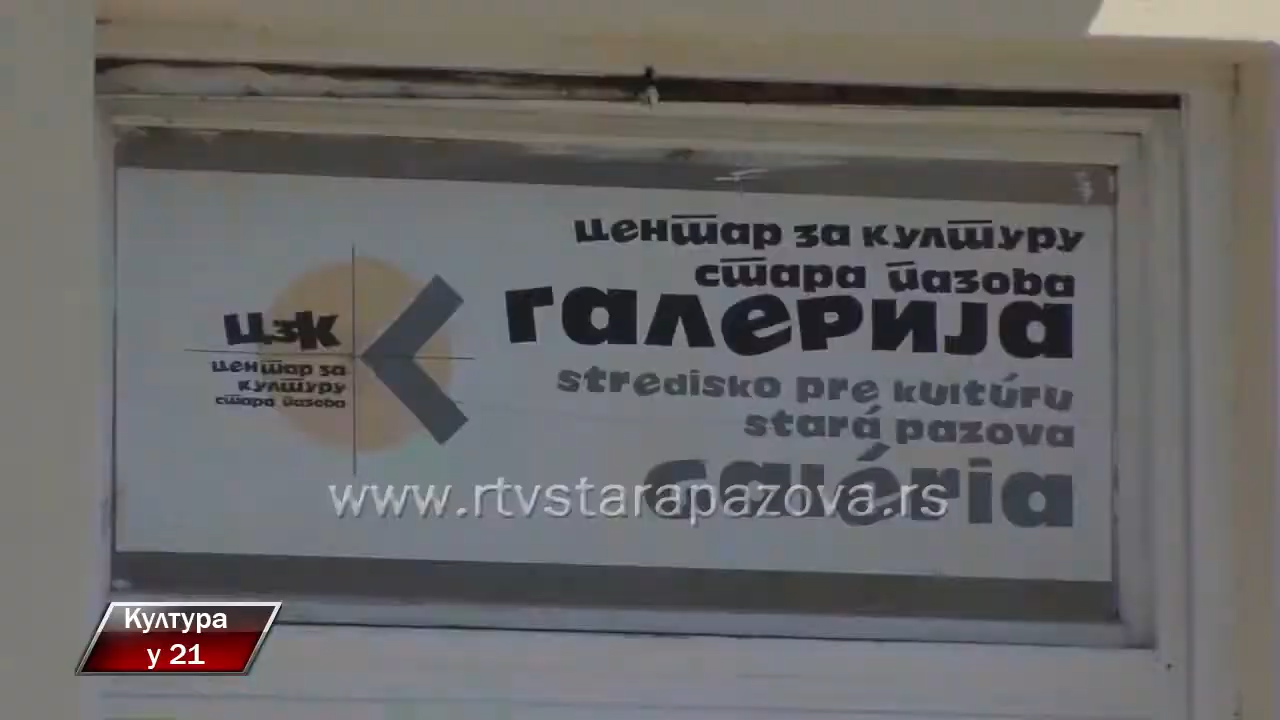 центар за културу
стара пазова
галерија
stredisko pre kultúru
stará pazova
galéria
цзк
центар за
културу
стара пазова
www.rtvstarapazova.rs
Култура
у 21